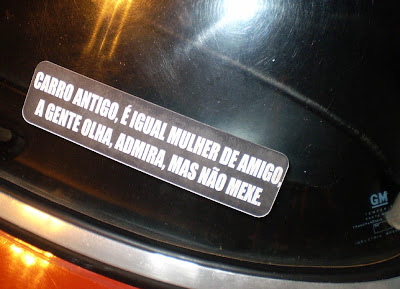 CARRO ANTIGO, É IGUAL MULHER DE AMIGO
A GENTE OLHA, ADMIRA, MAS NÃO MEXE.
GM